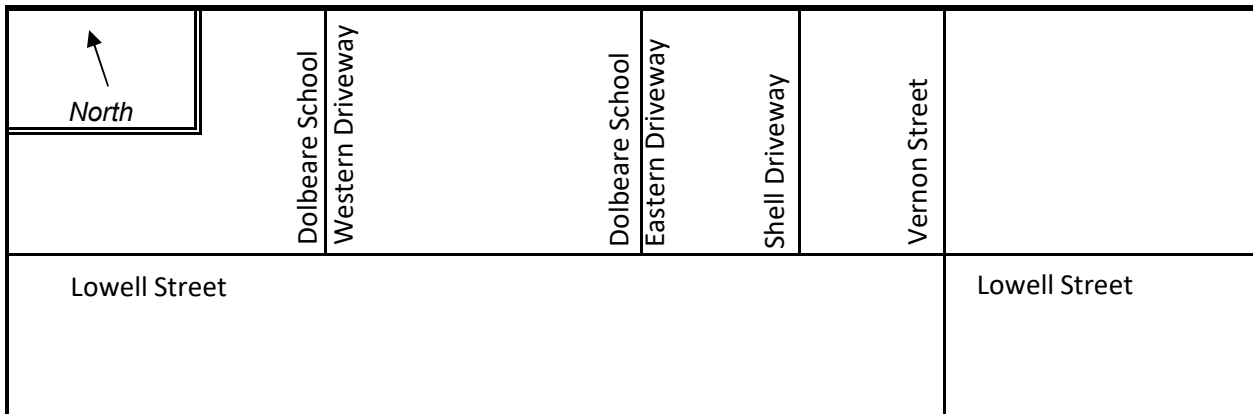 North
Dolbeare School
Western Driveway
Dolbeare School
Eastern Driveway
Shell Driveway
Vernon Street
Lowell Street
Lowell Street